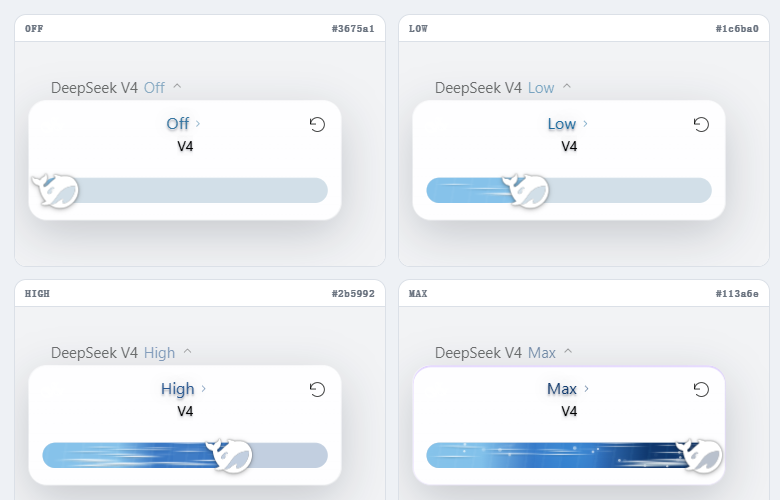 OFF #3675a1
DeepSeek V4 Off
Off
V4
LOW #1c6ba0
DeepSeek V4 Low
Low
V4
HIGH #2b5992
DeepSeek V4 High
High
V4
MAX #113a6e
DeepSeek V4 Max
Max
V4